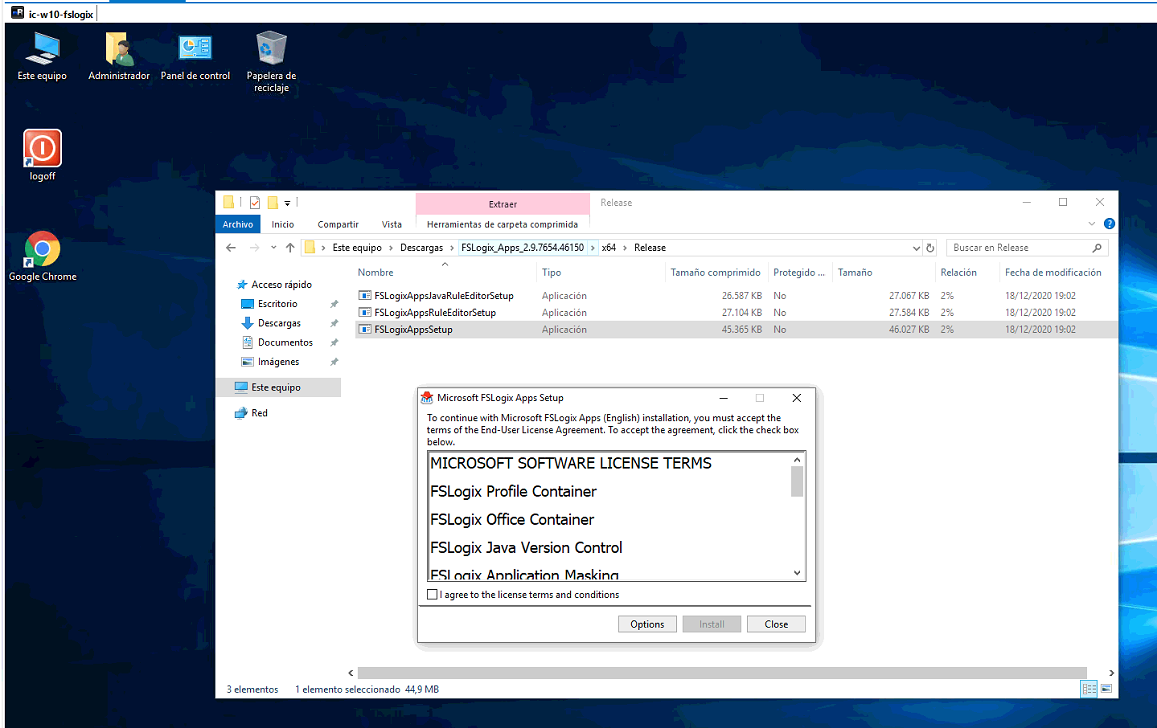 ic-w10-fslogix
Este equipo
Administrador
Panel de control
Papelera de
reciclaje
logoff
Google Chrome
Extraer
Release
Archivo
Inicio
Compartir
Vista
Herramientas de carpeta comprimida
Este equipo > Descargas > FSLogix_Apps_2.9.7654.46150 > x64 > Release
Buscar en Release
Nombre Tipo Tamaño comprimido Protegido ... Tamaño Relación Fecha de modificación
FSLogixAppsJavaRuleEditorSetup Aplicación 26.587 KB No 27.067 KB 2% 18/12/2020 19:02
FSLogixAppsRuleEditorSetup Aplicación 27.104 KB No 27.584 KB 2% 18/12/2020 19:02
FSLogixAppsSetup Aplicación 45.365 KB No 46.027 KB 2% 18/12/2020 19:02
Acceso rápido
Escritorio
Descargas
Documentos
Imágenes
Este equipo
Red
Microsoft FSLogix Apps Setup
To continue with Microsoft FSLogix Apps (English) installation, you must accept the
terms of the End-User License Agreement. To accept the agreement, click the check box
below.
MICROSOFT SOFTWARE LICENSE TERMS
FSLogix Profile Container
FSLogix Office Container
FSLogix Java Version Control
FSLogix Application Masking
I agree to the license terms and conditions
Options
Install
Close
3 elementos
1 elemento seleccionado 44,9 MB